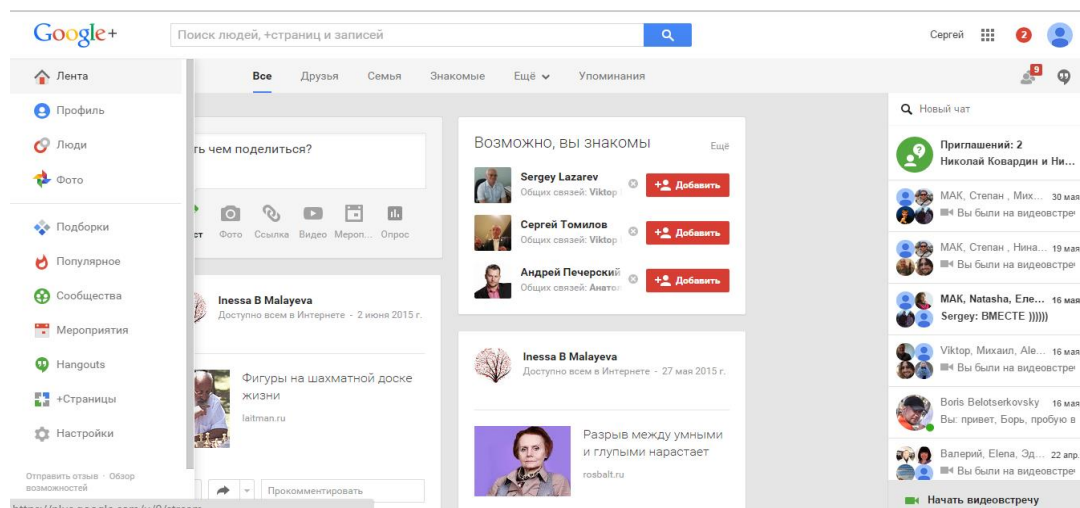 Google+
Поиск людей, +страниц и записей
Сергей
2
Лента
Все Друзья Семья Знакомые Ещё Упоминания
9
Профиль
Люди
Фото
Подборки
Популярное
Сообщества
Мероприятия
Hangouts
+Страницы
Настройки
Отправить отзыв · Обзор
возможностей
ть чем поделиться?
ст Фото Ссылка Видео Мероп... Опрос
Inessa B Malayeva
Доступно всем в Интернете - 2 июня 2015 г.
Фигуры на шахматной доске
жизни
laitman.ru
Прокомментировать
Возможно, вы знакомы
Ещё
Sergey Lazarev
Общих связей: Viktор
Добавить
Сергей Томилов
Общих связей: Viktор
Добавить
Андрей Печерский
Общих связей: Анатол
Добавить
Inessa B Malayeva
Доступно всем в Интернете - 27 мая 2015 г.
Разрыв между умными
и глупыми нарастает
rosbalt.ru
Новый чат
Приглашений: 2
Николай Ковардин и Ни...
МАК, Степан , Мих... 30 мая
Вы были на видеовстреч
МАК, Степан , Нина... 19 мая
Вы были на видеовстреч
МАК, Natasha, Еле... 16 мая
Sergey: ВМЕСТЕ ))))))
Viktор, Михаил, Ale... 16 мая
Вы были на видеовстреч
Boris Belotserkovsky 16 мая
Вы: привет, Борь, пробую в
Валерий, Elena, Эд... 22 апр.
Вы были на видеовстреч
Начать видеовстречу